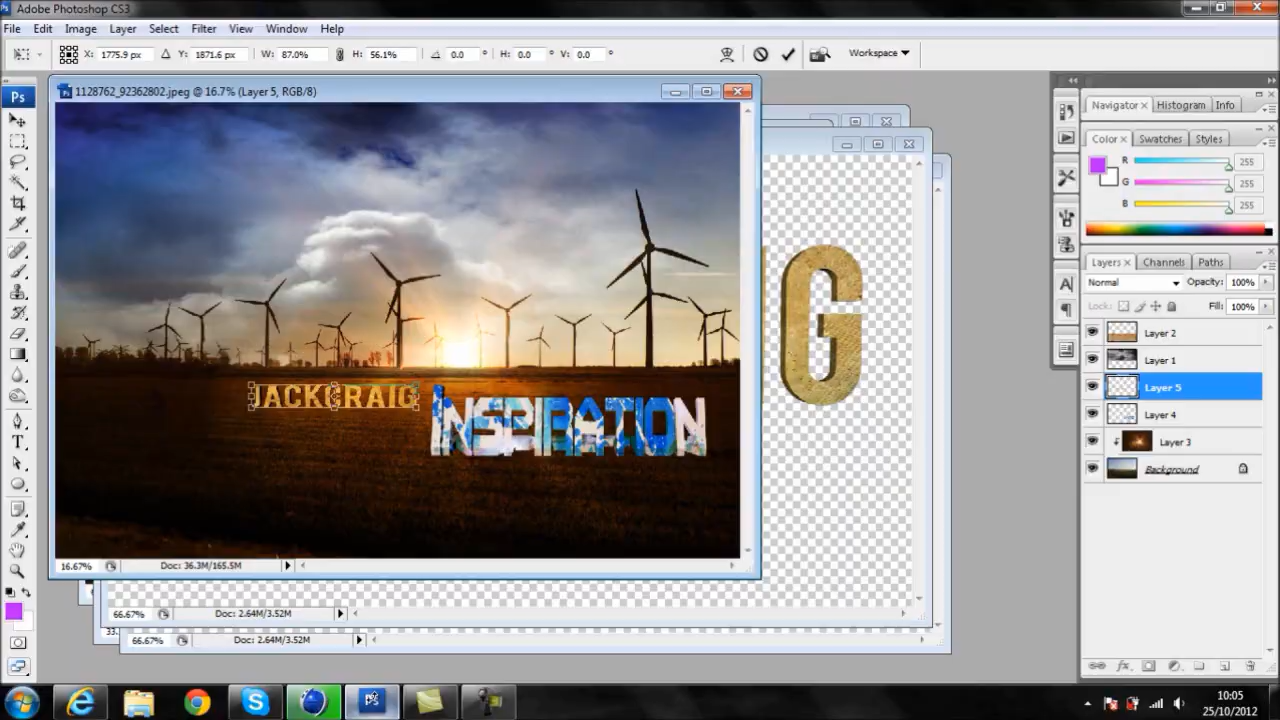 Adobe Photoshop CS3
File Edit Image Layer Select Filter View Window Help
X: 1775.9 px Y: 1871.6 px W: 87.0% H: 56.1% 0.0 ° H: 0.0 ° V: 0.0 ° Workspace
Ps
1128762_92362802.jpeg @ 16.7% (Layer 5, RGB/8)
JACKCRAIG
INSPIRATION
G
16.67% Doc: 36.3M/165.5M
66.67% Doc: 2.64M/3.52M
33.
66.67% Doc: 2.64M/3.52M
Navigator × Histogram Info
Color × Swatches Styles
R 255
G 255
B 255
Layers × Channels Paths
Normal Opacity: 100%
Lock: Fill: 100%
Layer 2
Layer 1
Layer 5
Layer 4
Layer 3
Background
10:05
25/10/2012